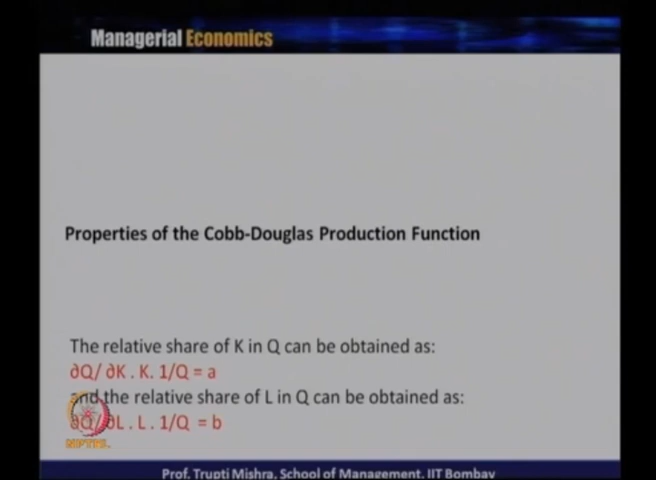 Managerial Economics
Properties of the Cobb-Douglas Production Function
The relative share of K in Q can be obtained as:
∂Q/ ∂K . K. 1/Q = a
and the relative share of L in Q can be obtained as:
∂Q/ ∂L . L . 1/Q = b
NPTEL
Prof. Trupti Mishra, School of Management, IIT Bombay